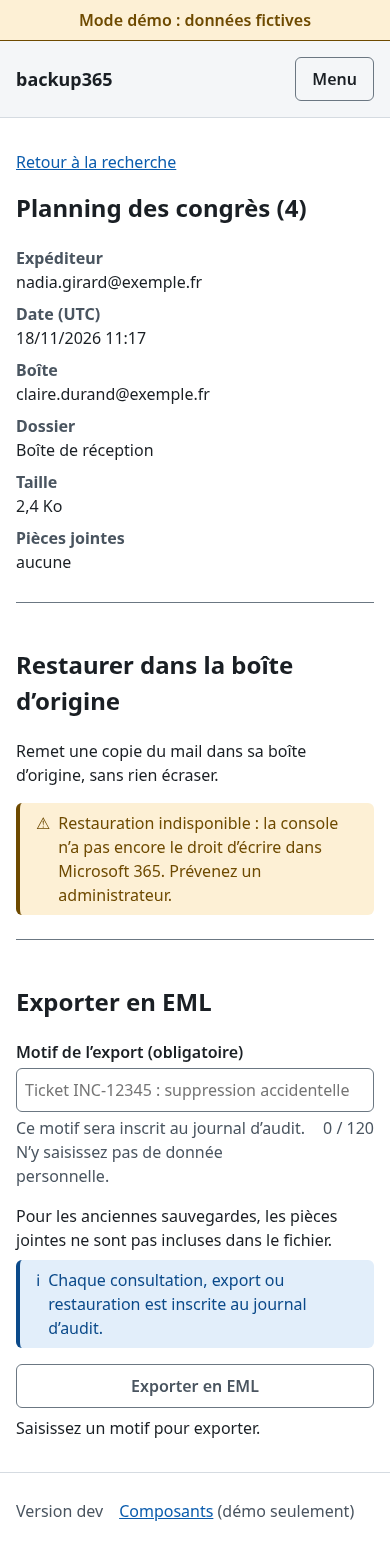 Mode démo : données fictives
backup365
Menu
Retour à la recherche
Planning des congrès (4)
Expéditeur
nadia.girard@exemple.fr
Date (UTC)
18/11/2026 11:17
Boîte
claire.durand@exemple.fr
Dossier
Boîte de réception
Taille
2,4 Ko
Pièces jointes
aucune
Restaurer dans la boîte
d’origine
Remet une copie du mail dans sa boîte
d’origine, sans rien écraser.
⚠ Restauration indisponible : la console
n’a pas encore le droit d’écrire dans
Microsoft 365. Prévenez un
administrateur.
Exporter en EML
Motif de l’export (obligatoire)
Ticket INC-12345 : suppression accidentelle
Ce motif sera inscrit au journal d’audit. 0 / 120
N’y saisissez pas de donnée
personnelle.
Pour les anciennes sauvegardes, les pièces
jointes ne sont pas incluses dans le fichier.
i Chaque consultation, export ou
restauration est inscrite au journal
d’audit.
Exporter en EML
Saisissez un motif pour exporter.
Version dev Composants (démo seulement)